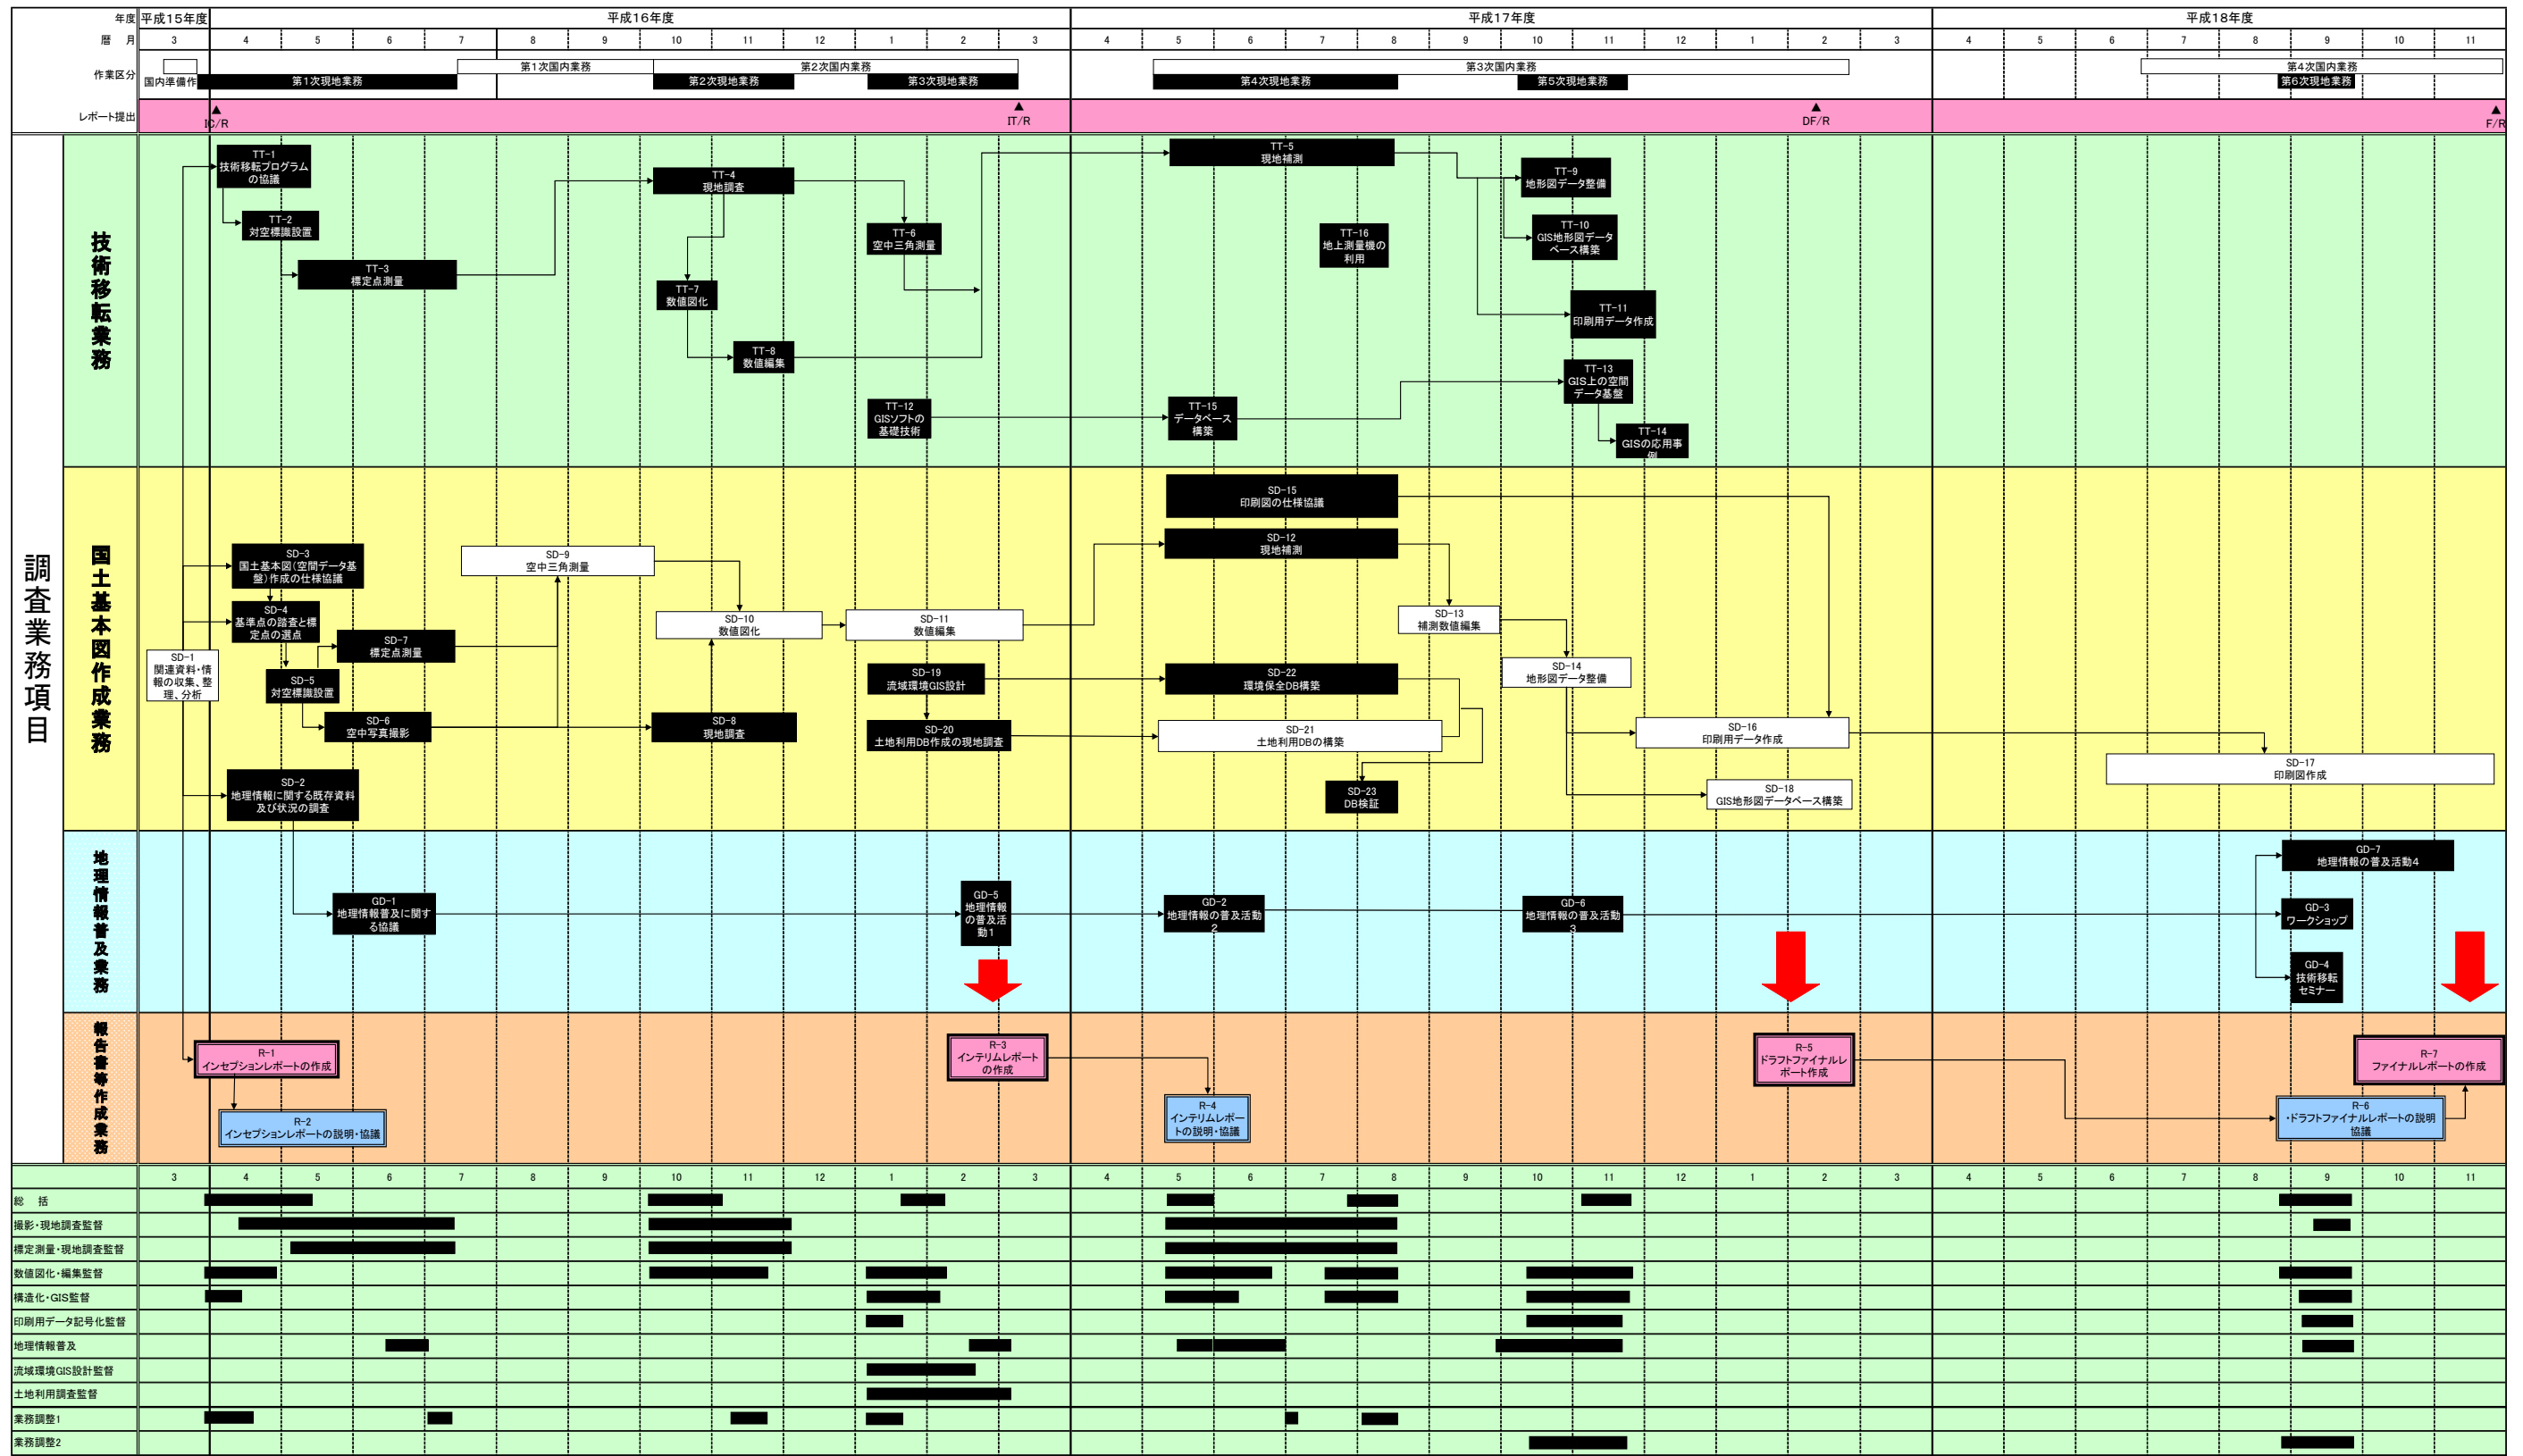 年度
平成15年度
平成16年度
平成17年度
平成18年度
暦 月
3 4 5 6 7 8 9 10 11 12 1 2 3 4 5 6 7 8 9 10 11 12 1 2 3 4 5 6 7 8 9 10 11
作業区分
国内準備作
第1次国内業務
第2次国内業務
第3次国内業務
第4次国内業務
第1次現地業務
第2次現地業務
第3次現地業務
第4次現地業務
第5次現地業務
第6次現地業務
レポート提出
▲
IC/R
▲
IT/R
▲
DF/R
▲
F/R
調査業務項目
技術移転業務
TT-1
技術移転プログラム
の協議
TT-2
対空標識設置
TT-3
標定点測量
TT-4
現地調査
TT-5
現地補測
TT-6
空中三角測量
TT-7
数値図化
TT-8
数値編集
TT-9
地形図データ整備
TT-16
地上測量機の
利用
TT-10
GIS地形図データ
ベース構築
TT-11
印刷用データ作成
TT-12
GISソフトの
基礎技術
TT-15
データベース
構築
TT-13
GIS上の空間
データ基盤
TT-14
GISの応用事
例
国土基本図作成業務
SD-1
関連資料・情
報の収集、整
理、分析
SD-3
国土基本図(空間データ基
盤)作成の仕様協議
SD-4
基準点の踏査と標
定点の選点
SD-7
標定点測量
SD-5
対空標識設置
SD-6
空中写真撮影
SD-2
地理情報に関する既存資料
及び状況の調査
SD-9
空中三角測量
SD-10
数値図化
SD-8
現地調査
SD-11
数値編集
SD-19
流域環境GIS設計
SD-20
土地利用DB作成の現地調査
SD-15
印刷図の仕様協議
SD-12
現地補測
SD-13
補測数値編集
SD-22
環境保全DB構築
SD-21
土地利用DBの構築
SD-23
DB検証
SD-14
地形図データ整備
SD-16
印刷用データ作成
SD-18
GIS地形図データベース構築
SD-17
印刷図作成
地理情報普及業務
GD-1
地理情報普及に関す
る協議
GD-5
地理情報
の普及活
動1
GD-2
地理情報の普及活動
2
GD-6
地理情報の普及活動
3
GD-7
地理情報の普及活動4
GD-3
ワークショップ
GD-4
技術移転
セミナー
報告書等作成業務
R-1
インセプションレポートの作成
R-2
インセプションレポートの説明・協議
R-3
インテリムレポート
の作成
R-4
インテリムレポー
トの説明・協議
R-5
ドラフトファイナルレ
ポート作成
R-6
・ドラフトファイナルレポートの説明
協議
R-7
ファイナルレポートの作成
3 4 5 6 7 8 9 10 11 12 1 2 3 4 5 6 7 8 9 10 11 12 1 2 3 4 5 6 7 8 9 10 11
総 括
撮影・現地調査監督
標定測量・現地調査監督
数値図化・編集監督
構造化・GIS監督
印刷用データ記号化監督
地理情報普及
流域環境GIS設計監督
土地利用調査監督
業務調整1
業務調整2